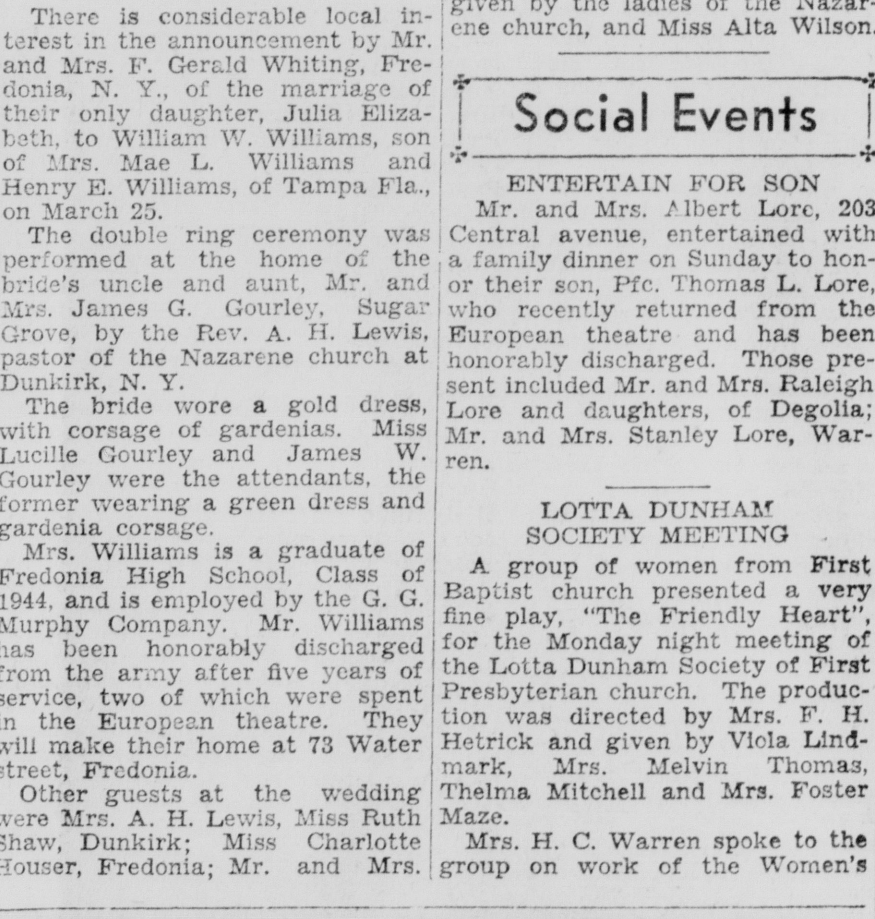 There is considerable local in-
terest in the announcement by Mr.
and Mrs. F. Gerald Whiting, Fre-
donia, N. Y., of the marriage of
their only daughter, Julia Eliza-
beth, to William W. Williams, son
of Mrs. Mae L. Williams and
Henry E. Williams, of Tampa Fla.,
on March 25.
The double ring ceremony was
performed at the home of the
bride's uncle and aunt, Mr. and
Mrs. James G. Gourley, Sugar
Grove, by the Rev. A. H. Lewis,
pastor of the Nazarene church at
Dunkirk, N. Y.
The bride wore a gold dress,
with corsage of gardenias. Miss
Lucille Gourley and James W.
Gourley were the attendants, the
former wearing a green dress and
gardenia corsage.
Mrs. Williams is a graduate of
Fredonia High School, Class of
1944, and is employed by the G. G.
Murphy Company. Mr. Williams
has been honorably discharged
from the army after five years of
service, two of which were spent
in the European theatre. They
will make their home at 73 Water
street, Fredonia.
Other guests at the wedding
were Mrs. A. H. Lewis, Miss Ruth
Shaw, Dunkirk; Miss Charlotte
Houser, Fredonia; Mr. and Mrs.
given by the ladies of the Nazar-
ene church, and Miss Alta Wilson.
Social Events
ENTERTAIN FOR SON
Mr. and Mrs. Albert Lore, 203
Central avenue, entertained with
a family dinner on Sunday to hon-
or their son, Pfc. Thomas L. Lore,
who recently returned from the
European theatre and has been
honorably discharged. Those pre-
sent included Mr. and Mrs. Raleigh
Lore and daughters, of Degolia;
Mr. and Mrs. Stanley Lore, War-
ren.
LOTTA DUNHAM
SOCIETY MEETING
A group of women from First
Baptist church presented a very
fine play, "The Friendly Heart",
for the Monday night meeting of
the Lotta Dunham Society of First
Presbyterian church. The produc-
tion was directed by Mrs. F. H.
Hetrick and given by Viola Lind-
mark, Mrs. Melvin Thomas,
Thelma Mitchell and Mrs. Foster
Maze.
Mrs. H. C. Warren spoke to the
group on work of the Women's